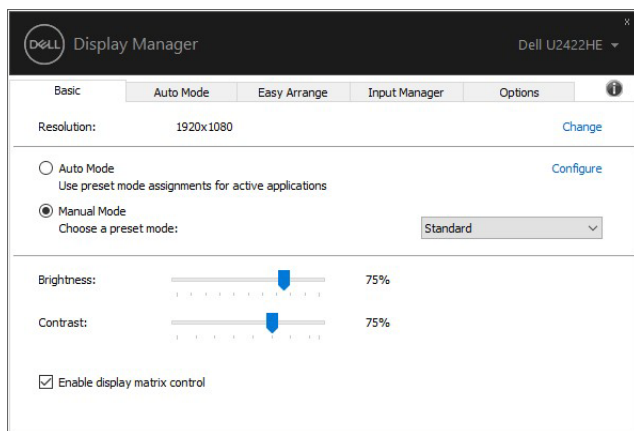 DELL Display Manager Dell U2422HE
x
Basic Auto Mode Easy Arrange Input Manager Options
Resolution: 1920x1080 Change
Auto Mode Configure
Use preset mode assignments for active applications
Manual Mode
Choose a preset mode: Standard
Brightness: 75%
Contrast: 75%
Enable display matrix control